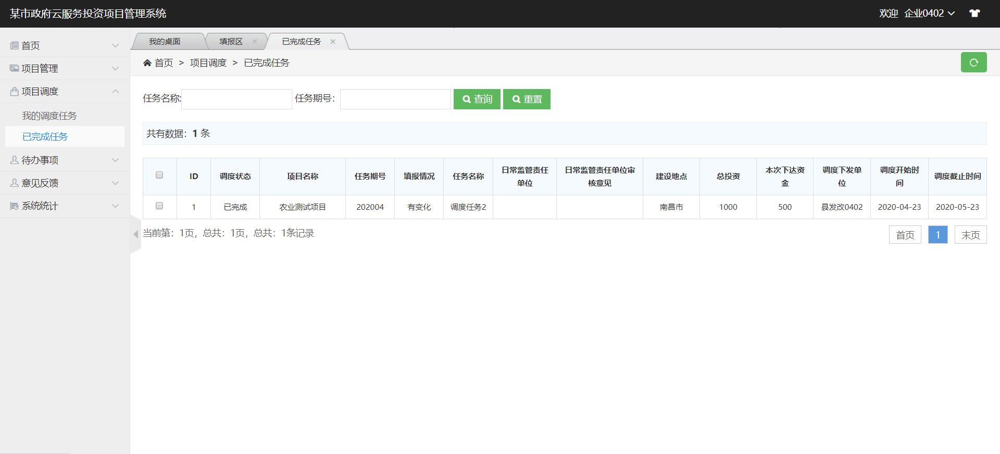 某市政府云服务投资项目管理系统
欢迎 企业0402
首页
项目管理
项目调度
我的调度任务
已完成任务
待办事项
意见反馈
系统统计
我的桌面 填报区 已完成任务
首页 > 项目调度 > 已完成任务
任务名称: 任务期号: 查询 重置
共有数据：1 条
ID 调度状态 项目名称 任务期号 填报情况 任务名称 日常监管责任单位 日常监管责任单位审核意见 建设地点 总投资 本次下达资金 调度下发单位 调度开始时间 调度截止时间
1 已完成 农业测试项目 202004 有变化 调度任务2 南昌市 1000 500 县发改0402 2020-04-23 2020-05-23
当前第：1页，总共：1页，总共：1条记录
首页 1 末页